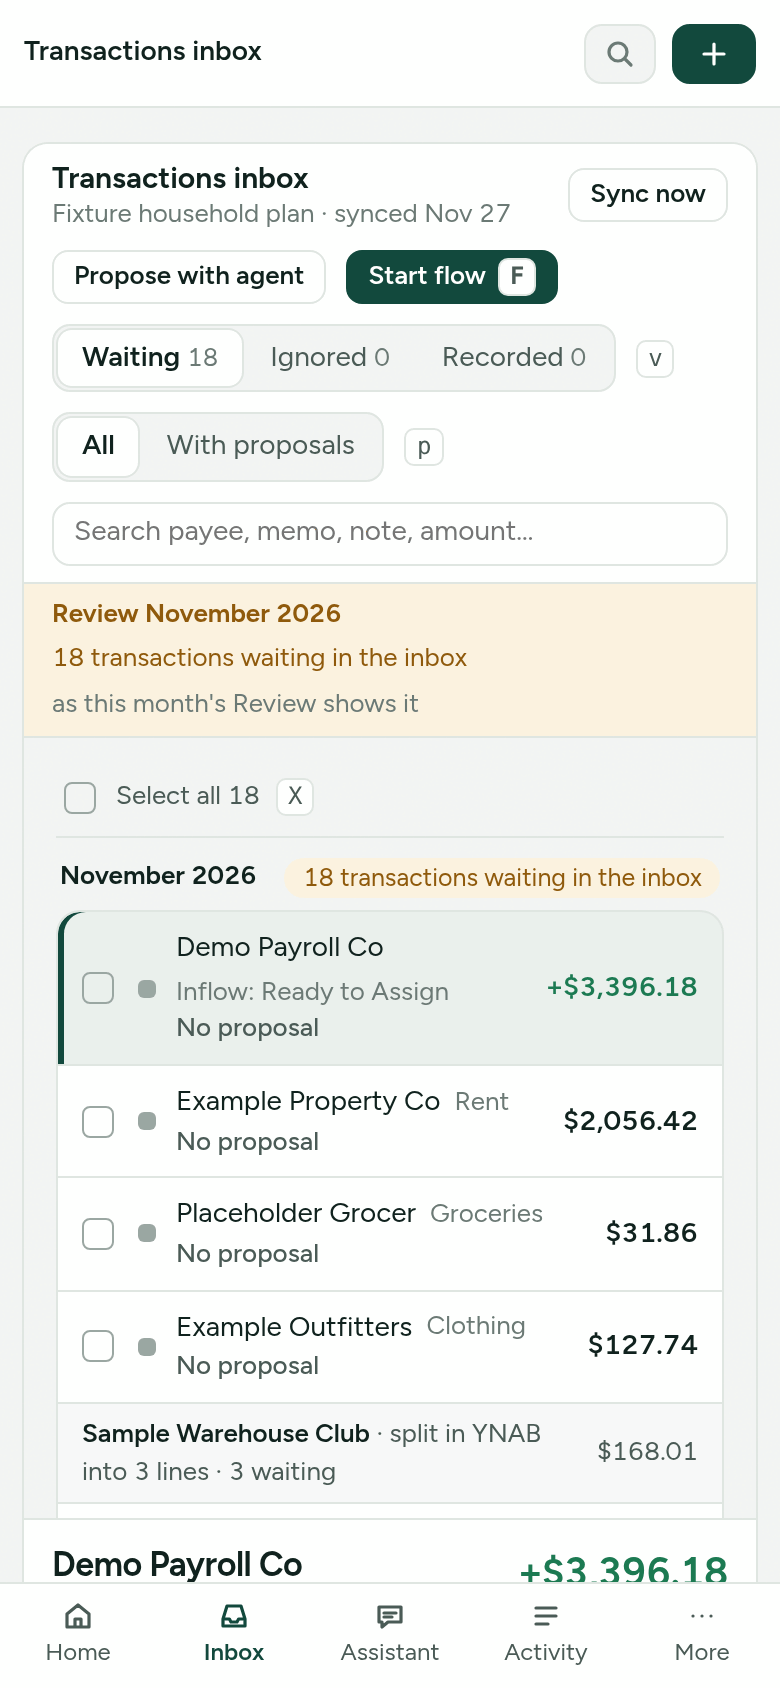 Transactions inbox
Transactions inbox
Fixture household plan · synced Nov 27
Sync now
Propose with agent
Start flow F
Waiting 18
Ignored 0
Recorded 0
v
All
With proposals
p
Search payee, memo, note, amount…
Review November 2026
18 transactions waiting in the inbox
as this month's Review shows it
Select all 18 X
November 2026
18 transactions waiting in the inbox
Demo Payroll Co
Inflow: Ready to Assign
No proposal
+$3,396.18
Example Property Co Rent
No proposal
$2,056.42
Placeholder Grocer Groceries
No proposal
$31.86
Example Outfitters Clothing
No proposal
$127.74
Sample Warehouse Club · split in YNAB
into 3 lines · 3 waiting
$168.01
Demo Payroll Co
+$3,396.18
Home
Inbox
Assistant
Activity
More